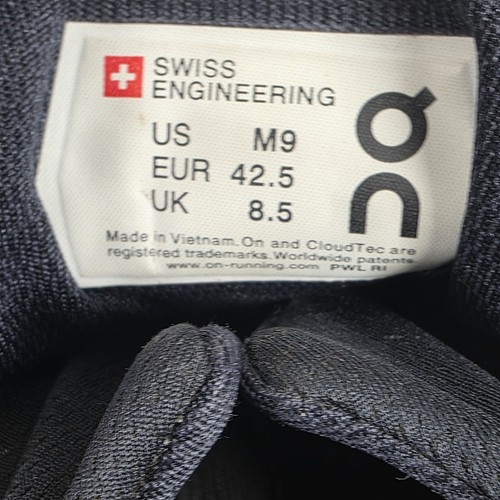 SWISS
ENGINEERING
US M9
EUR 42.5
UK 8.5
Made in Vietnam. On and CloudTec are
registered trademarks. Worldwide patents.
www.on-running.com PWL RI
On